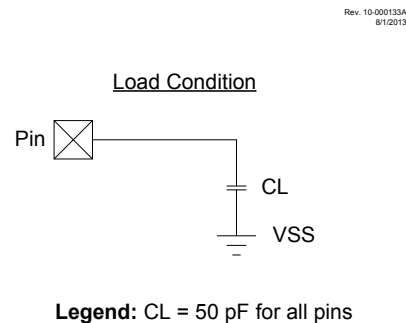 Rev. 10-000133A
8/1/2013
Load Condition
Pin
CL
VSS
Legend: CL = 50 pF for all pins